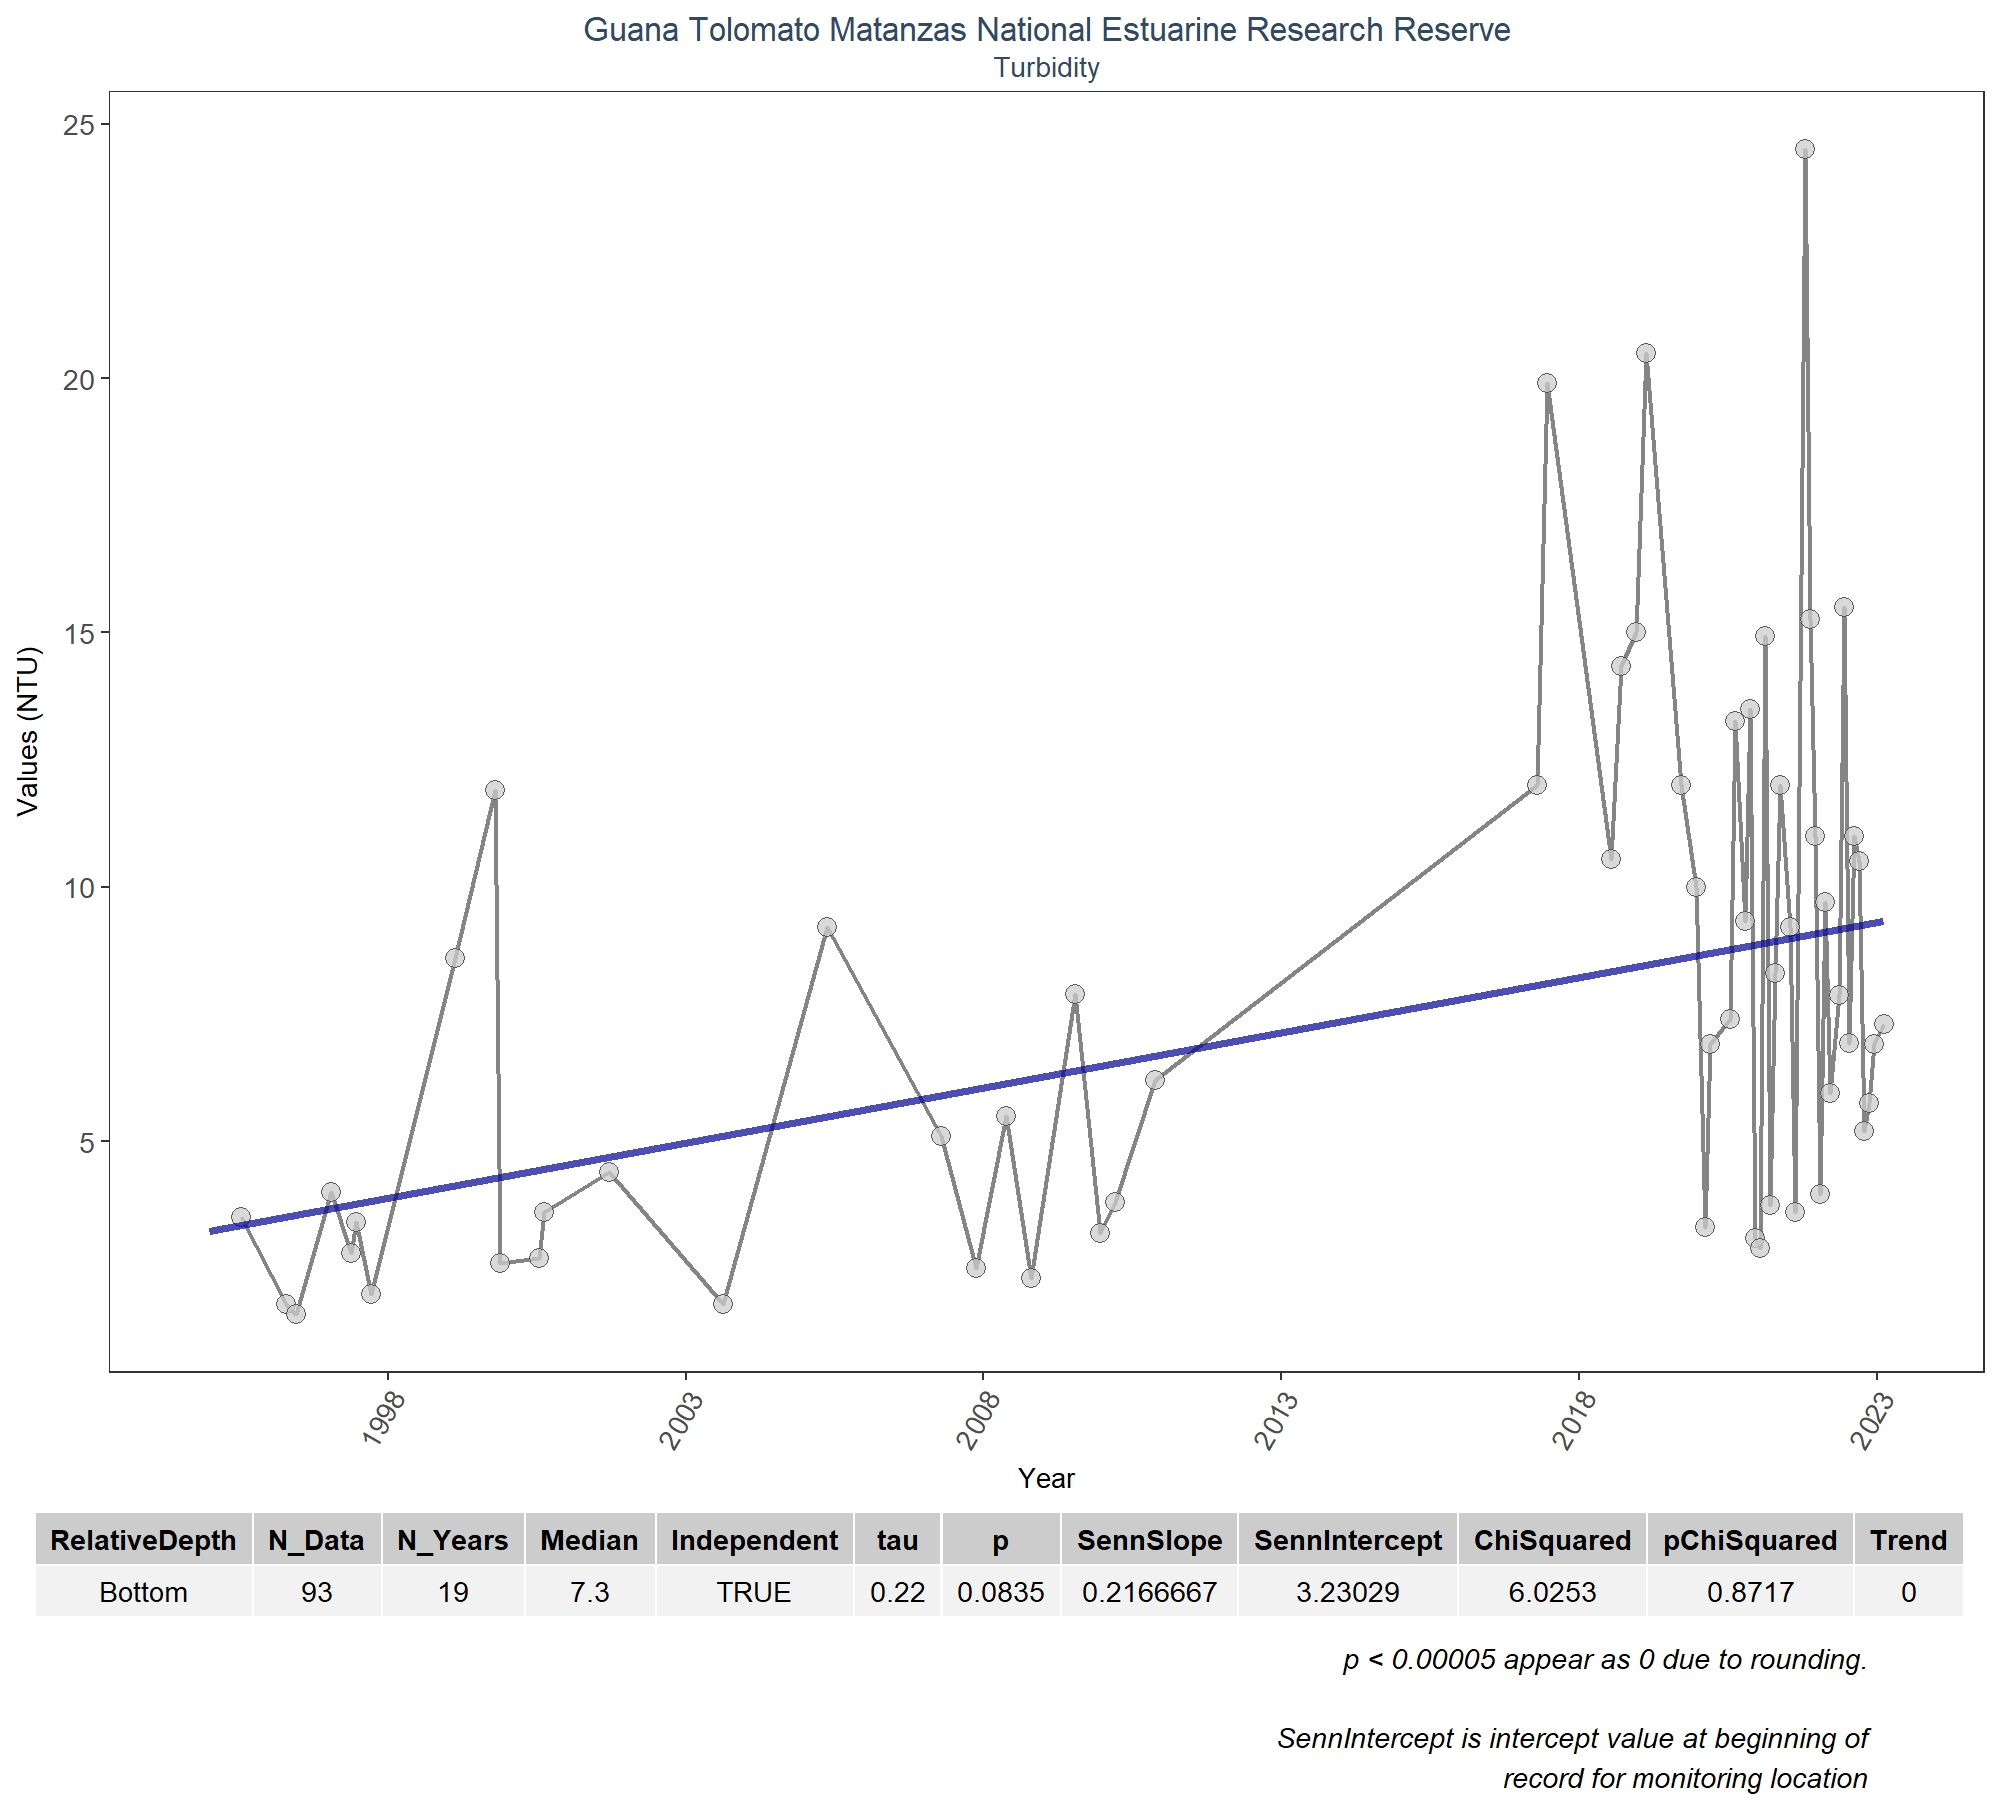 Guana Tolomato Matanzas National Estuarine Research Reserve
Turbidity
25
20
15
10
5
Values (NTU)
1998
2003
2008
2013
2018
2023
Year
RelativeDepth N_Data N_Years Median Independent tau p SennSlope SennIntercept ChiSquared pChiSquared Trend
Bottom 93 19 7.3 TRUE 0.22 0.0835 0.2166667 3.23029 6.0253 0.8717 0
p < 0.00005 appear as 0 due to rounding.
SennIntercept is intercept value at beginning of
record for monitoring location